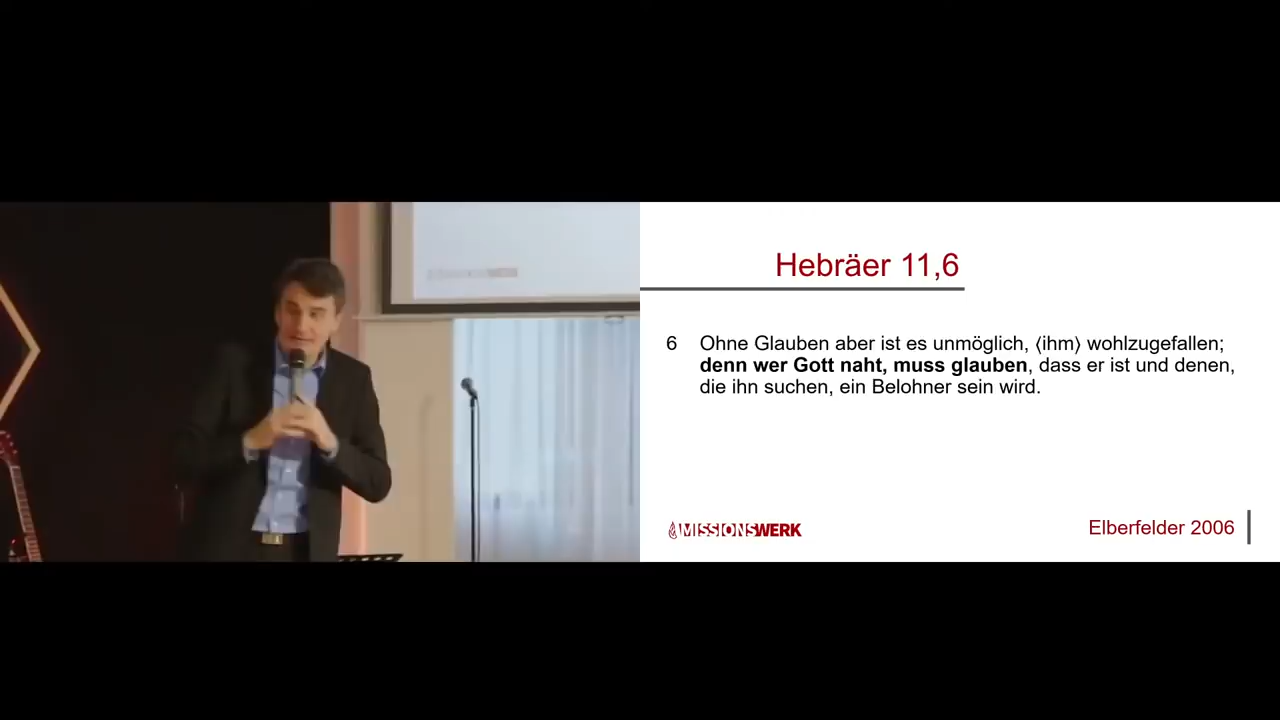 Hebräer 11,6
6 Ohne Glauben aber ist es unmöglich, ⟨ihm⟩ wohlzugefallen;
denn wer Gott naht, muss glauben, dass er ist und denen,
die ihn suchen, ein Belohner sein wird.
MISSIONSWERK
Elberfelder 2006